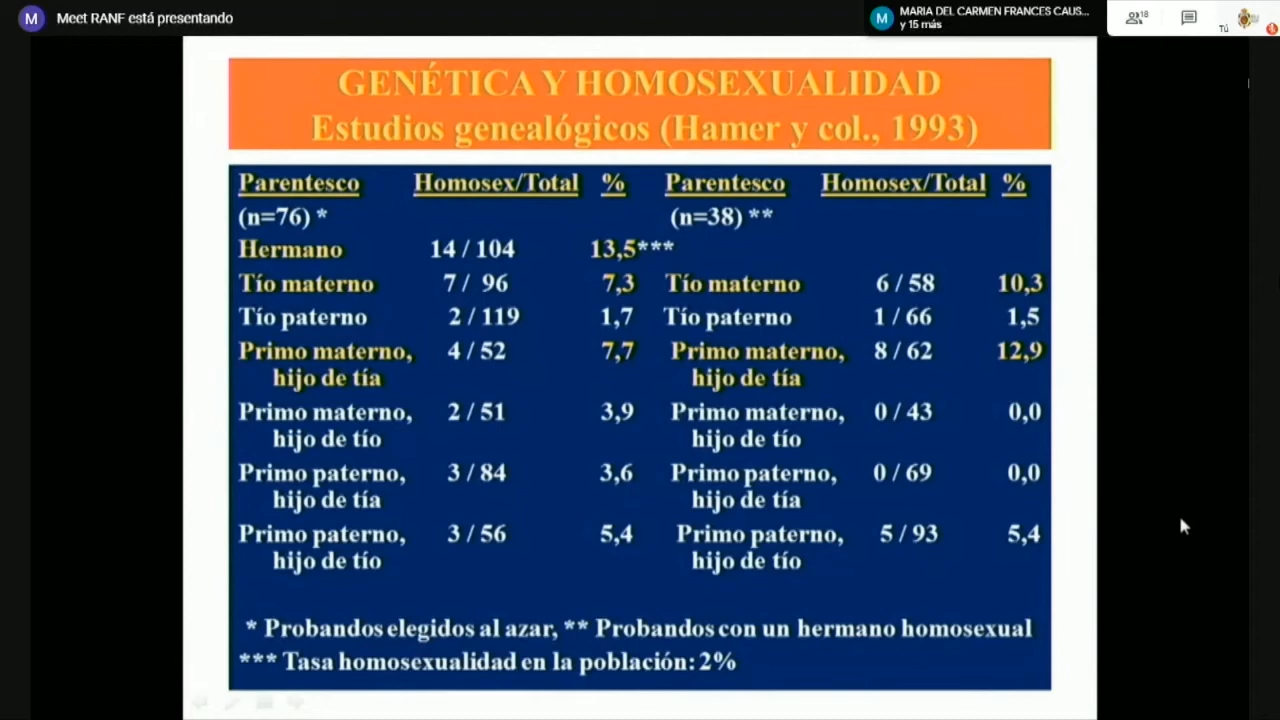 M Meet RANF está presentando
M MARIA DEL CARMEN FRANCES CAUS...
y 15 más
18
Tú
GENÉTICA Y HOMOSEXUALIDAD
Estudios genealógicos (Hamer y col., 1993)
Parentesco Homosex/Total % Parentesco Homosex/Total %
(n=76) * (n=38) **
Hermano 14 / 104 13,5***
Tío materno 7 / 96 7,3 Tío materno 6 / 58 10,3
Tío paterno 2 / 119 1,7 Tío paterno 1 / 66 1,5
Primo materno, 4 / 52 7,7 Primo materno, 8 / 62 12,9
hijo de tía hijo de tía
Primo materno, 2 / 51 3,9 Primo materno, 0 / 43 0,0
hijo de tío hijo de tío
Primo paterno, 3 / 84 3,6 Primo paterno, 0 / 69 0,0
hijo de tía hijo de tía
Primo paterno, 3 / 56 5,4 Primo paterno, 5 / 93 5,4
hijo de tío hijo de tío
* Probandos elegidos al azar, ** Probandos con un hermano homosexual
*** Tasa homosexualidad en la población: 2%